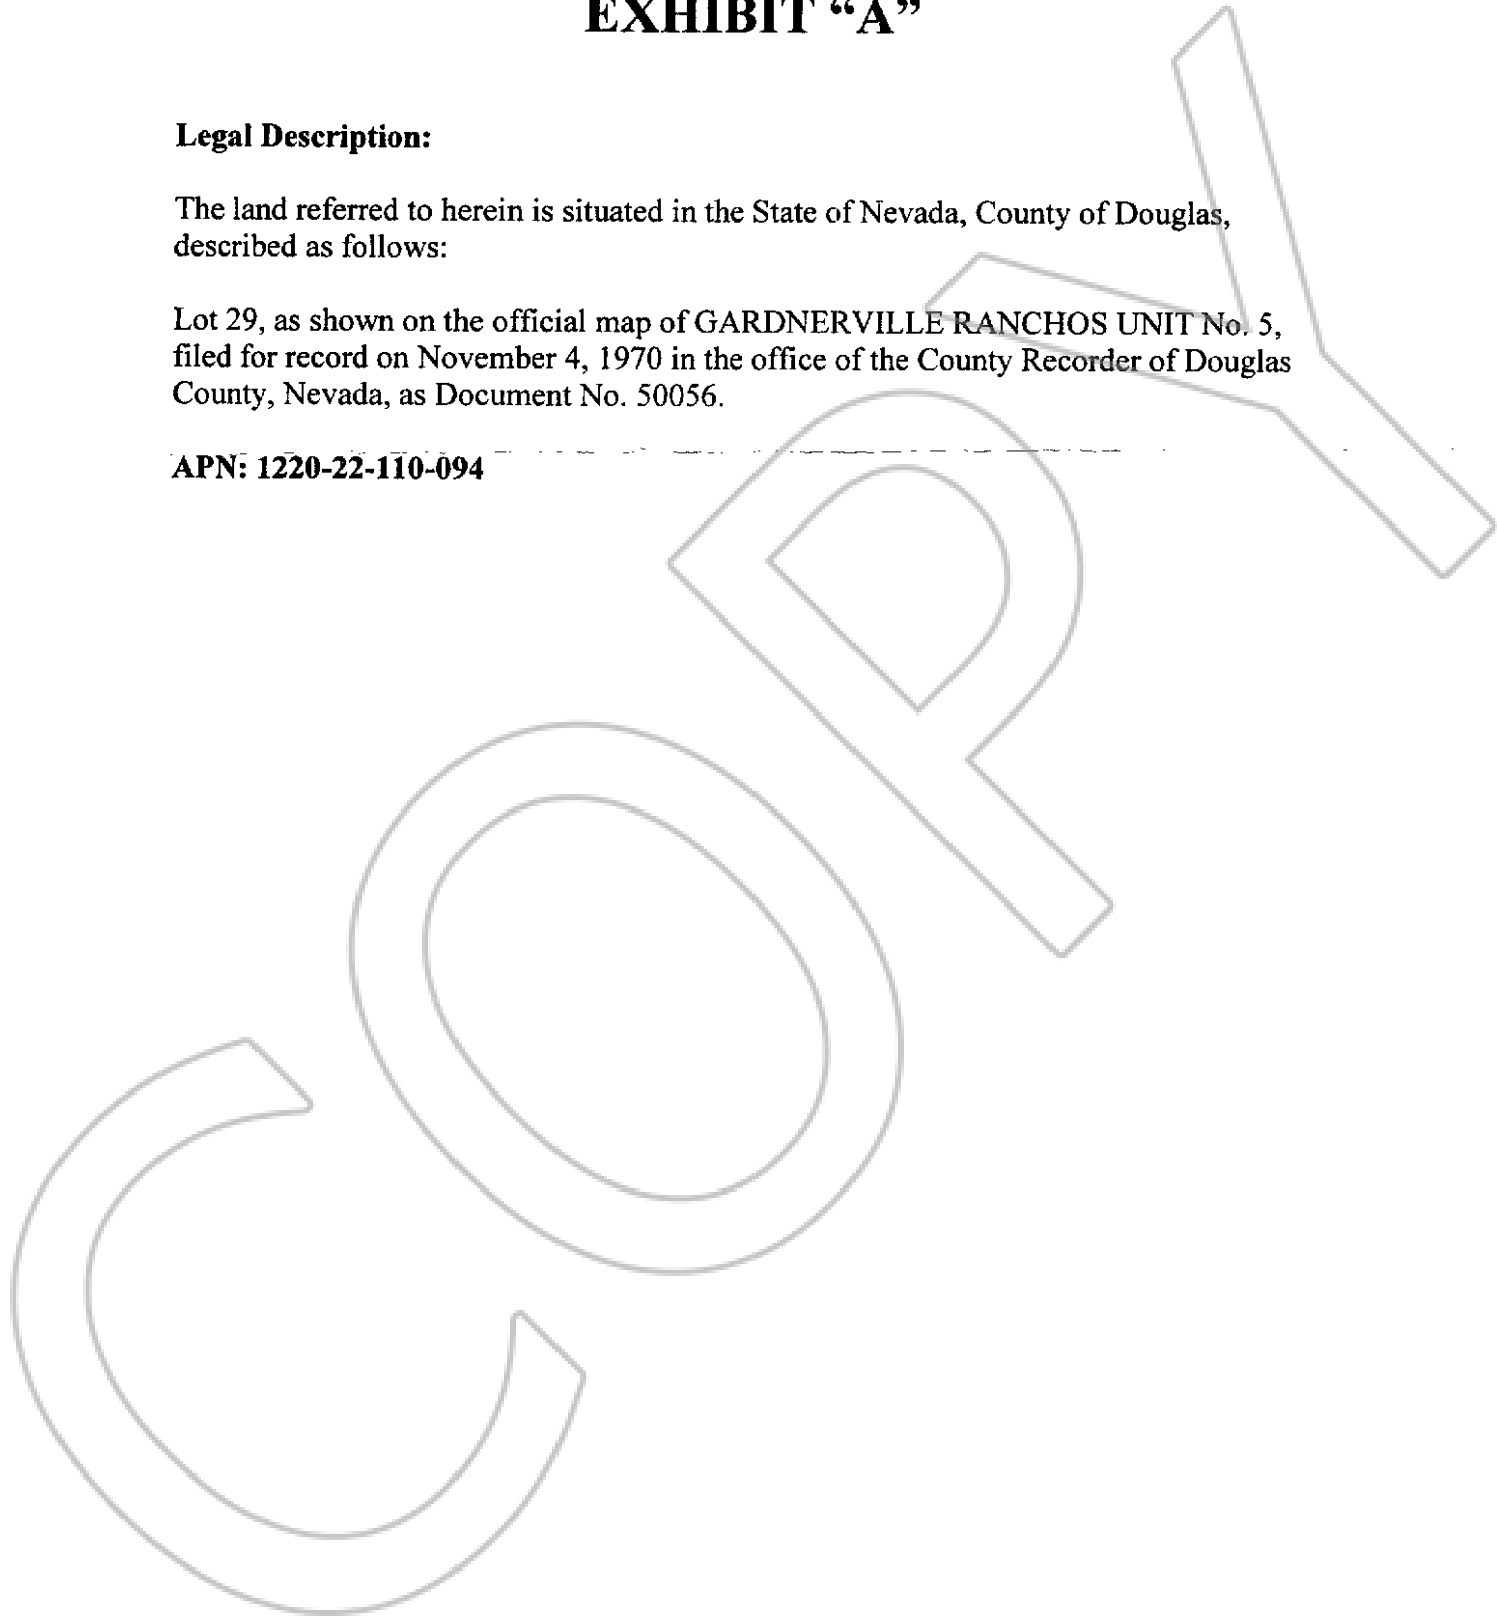 EXHIBIT “A”
Legal Description:
The land referred to herein is situated in the State of Nevada, County of Douglas,
described as follows:
Lot 29, as shown on the official map of GARDNERVILLE RANCHOS UNIT No. 5,
filed for record on November 4, 1970 in the office of the County Recorder of Douglas
County, Nevada, as Document No. 50056.
APN: 1220-22-110-094
COPY